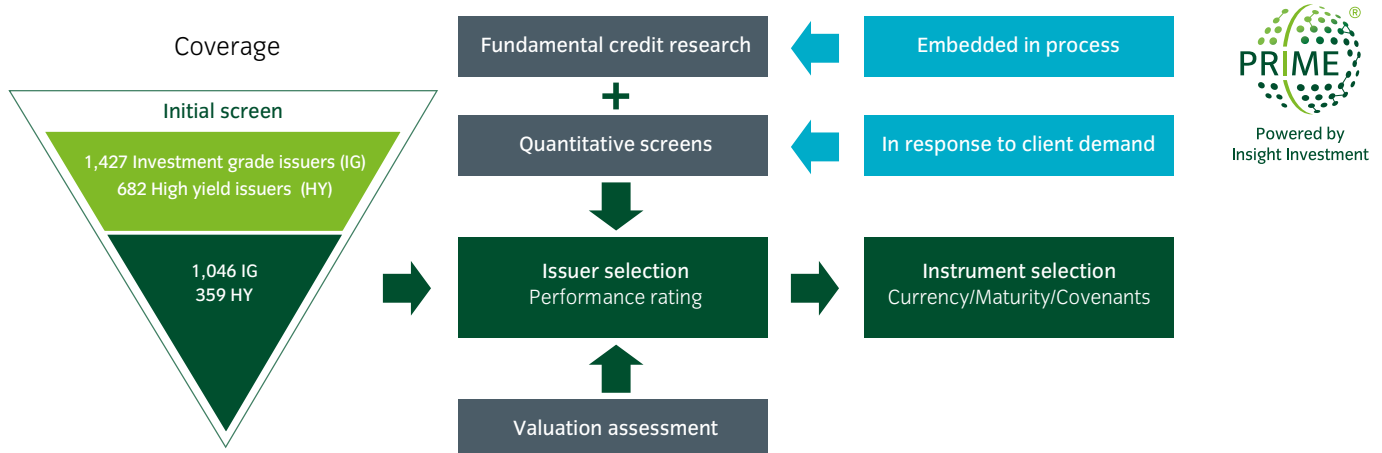 Coverage
Initial screen
1,427 Investment grade issuers (IG)
682 High yield issuers (HY)
1,046 IG
359 HY
Fundamental credit research
Embedded in process
+
Quantitative screens
In response to client demand
Issuer selection
Performance rating
Instrument selection
Currency/Maturity/Covenants
Valuation assessment
PRIME®
Powered by
Insight Investment